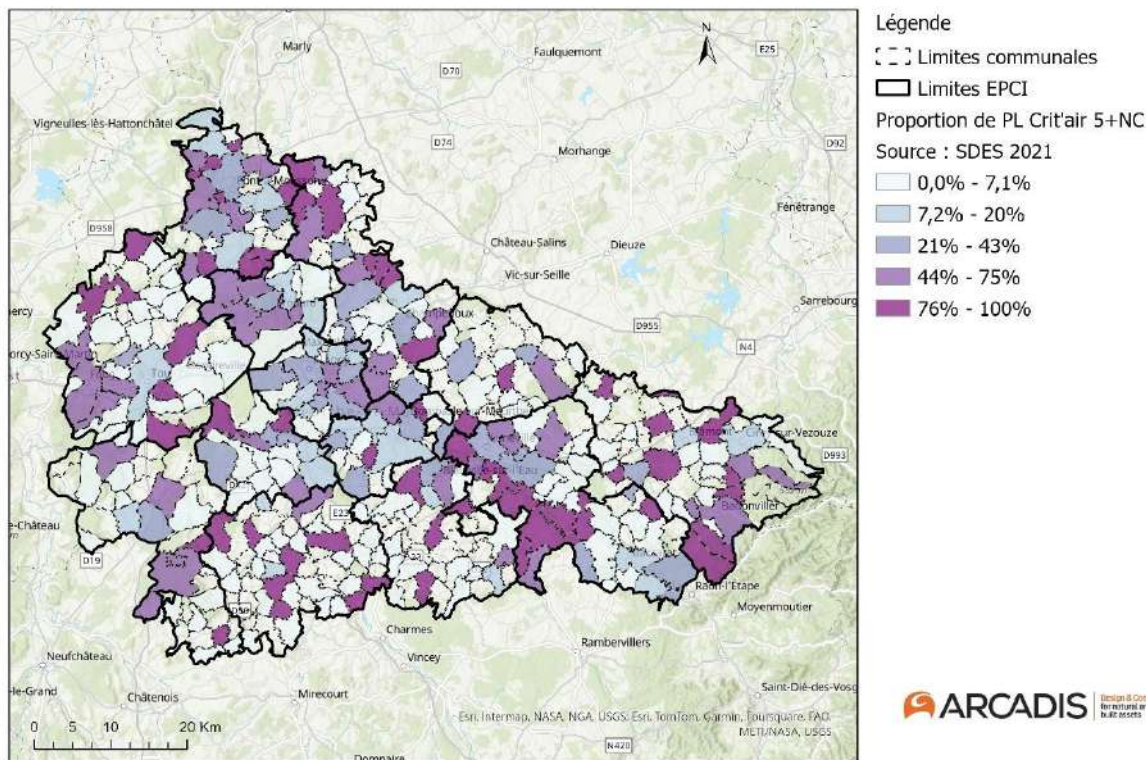 Légende
Limites communales
Limites EPCI
Proportion de PL Crit'air 5+NC
Source : SDES 2021
0,0% - 7,1%
7,2% - 20%
21% - 43%
44% - 75%
76% - 100%
N
Marly
Faulquemont
E25
D70
Vigneulles-lès-Hattonchâtel
D74
D92
Morhange
Fénétrange
D958
Château-Salins
Dieuze
Vic-sur-Seille
Sarrebourg
D955
N4
D993
Badonviller
E23
D19
Raon-l'Étape
Moyenmoutier
Charmes
Rambervillers
Neufchâteau
Vincey
-le-Grand
Châtenois
Mirecourt
Saint-Dié-des-Vosg
0 5 10 20 Km
Esri, Intermap, NASA, NGA, USGS; Esri, TomTom, Garmin, Foursquare, FAO, METI/NASA, USGS
N420
Dompaire
ARCADIS